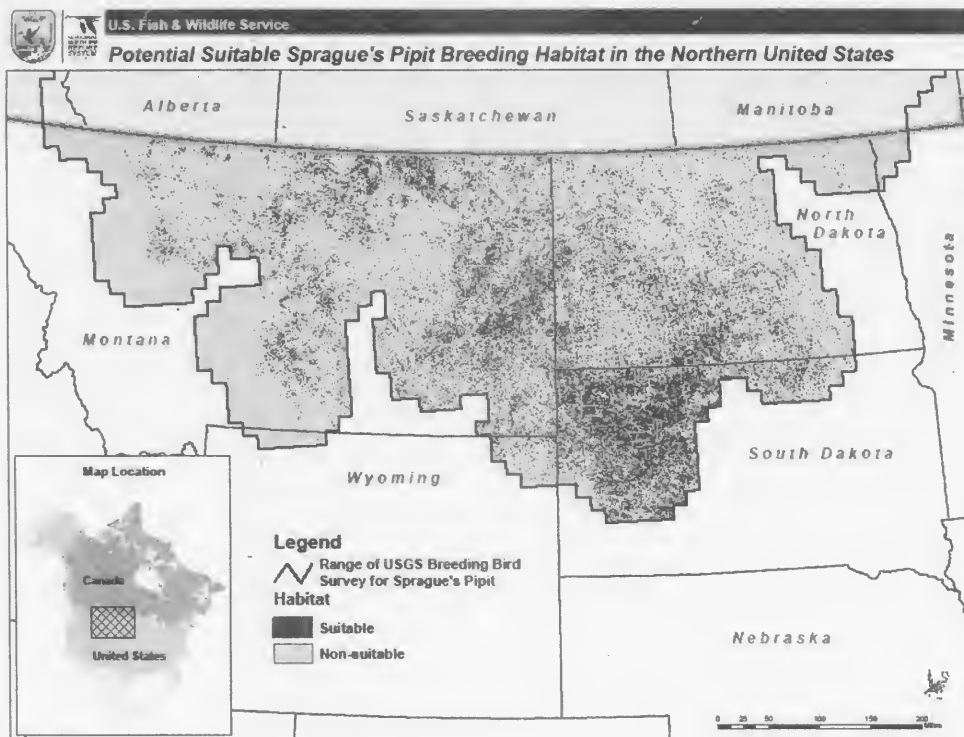 U.S. Fish & Wildlife Service
Potential Suitable Sprague's Pipit Breeding Habitat in the Northern United States
Alberta
Saskatchewan
Manitoba
North
Dakota
Minnesota
Montana
South Dakota
Wyoming
Nebraska
Map Location
Canada
United States
Legend
Range of USGS Breeding Bird
Survey for Sprague's Pipit
Habitat
Suitable
Non-suitable
0 25 50 100 150 200
Miles